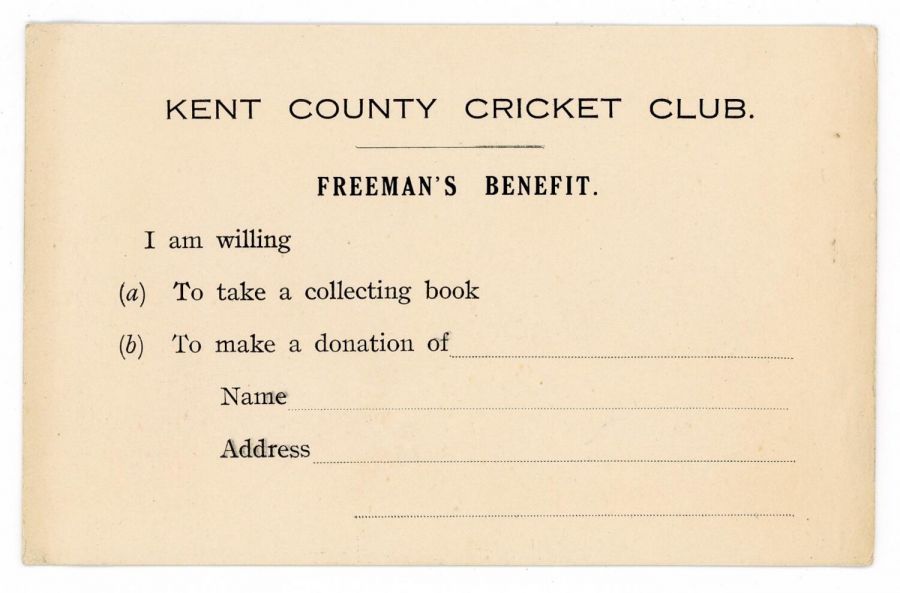 KENT COUNTY CRICKET CLUB.
FREEMAN'S BENEFIT.
I am willing
(a) To take a collecting book
(b) To make a donation of
Name
Address